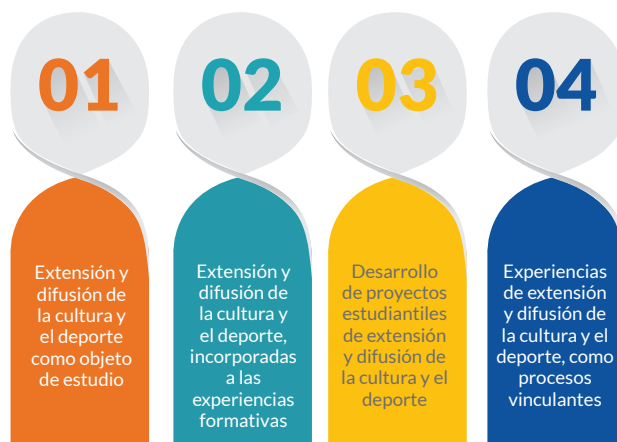 01
Extensión y
difusión de
la cultura y
el deporte
como objeto
de estudio
02
Extensión y
difusión de
la cultura y
el deporte,
incorporadas
a las
experiencias
formativas
03
Desarrollo
de proyectos
estudiantiles
de extensión
y difusión de
la cultura y el
deporte
04
Experiencias
de extensión
y difusión de
la cultura y el
deporte, como
procesos
vinculantes